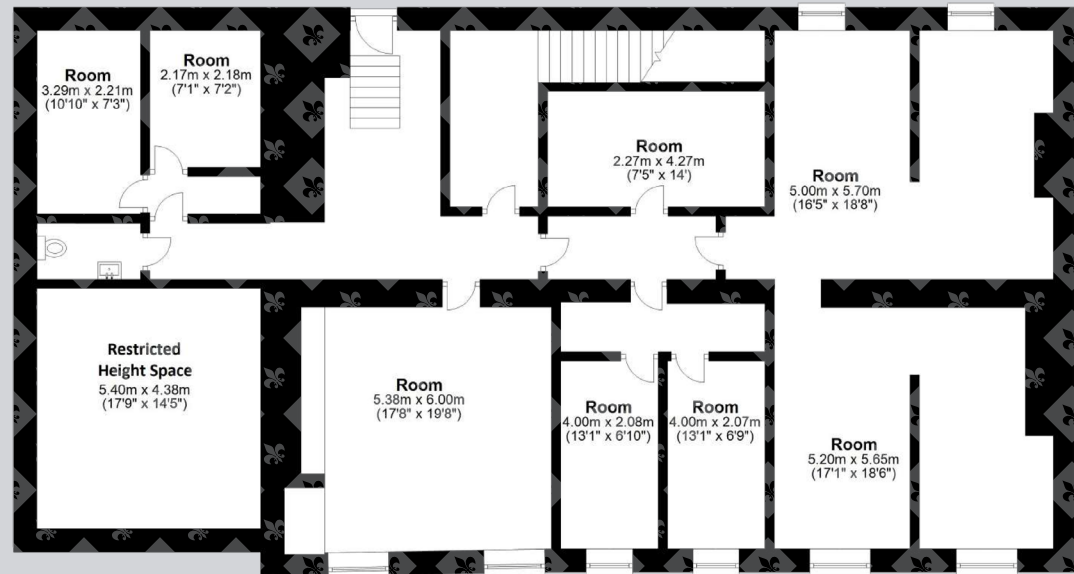 Room
3.29m x 2.21m
(10'10" x 7'3")
Room
2.17m x 2.18m
(7'1" x 7'2")
Room
2.27m x 4.27m
(7'5" x 14')
Room
5.00m x 5.70m
(16'5" x 18'8")
Restricted
Height Space
5.40m x 4.38m
(17'9" x 14'5")
Room
5.38m x 6.00m
(17'8" x 19'8")
Room
4.00m x 2.08m
(13'1" x 6'10")
Room
4.00m x 2.07m
(13'1" x 6'9")
Room
5.20m x 5.65m
(17'1" x 18'6")